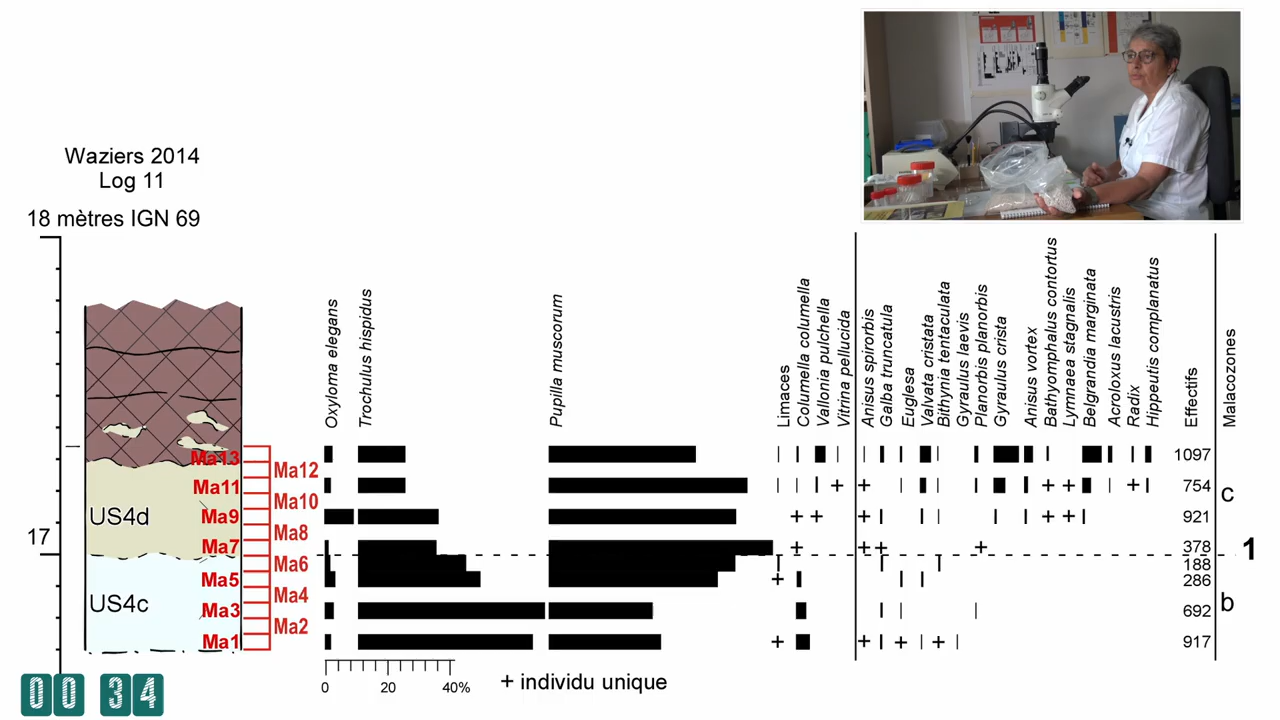 Waziers 2014
Log 11
18 mètres IGN 69
17
US4d
US4c
Ma13
Ma12
Ma11
Ma10
Ma9
Ma8
Ma7
Ma6
Ma5
Ma4
Ma3
Ma2
Ma1
Oxyloma elegans
Trochulus hispidus
Pupilla muscorum
Limaces
Columella columella
Vallonia pulchella
Vitrina pellucida
Anisus spirorbis
Galba truncatula
Euglesa
Valvata cristata
Bithynia tentaculata
Gyraulus laevis
Planorbis planorbis
Gyraulus crista
Anisus vortex
Bathyomphalus contortus
Lymnaea stagnalis
Belgrandia marginata
Acroloxus lacustris
Radix
Hippeutis complanatus
Effectifs
Malacozones
1097
754
921
378
188
286
692
917
c
1
b
0 20 40%
+ individu unique
00 34